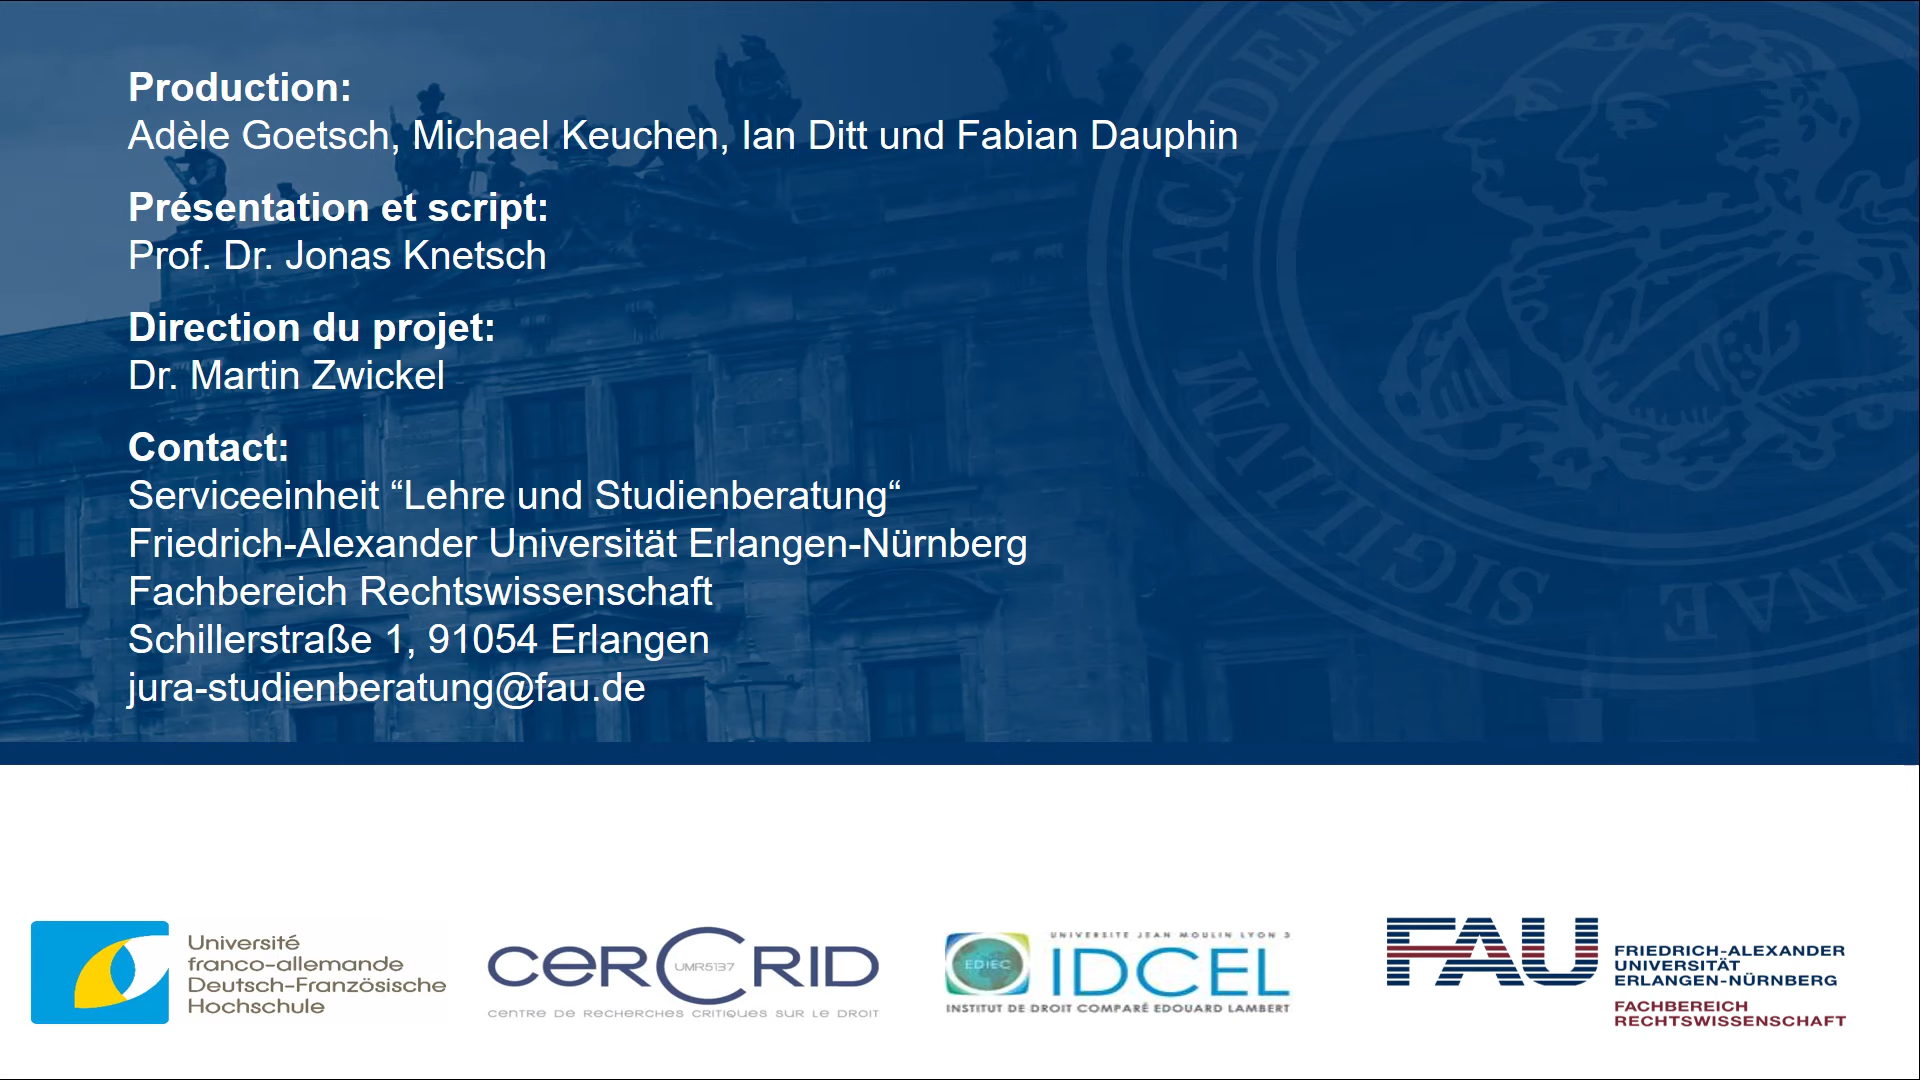 Production:
Adèle Goetsch, Michael Keuchen, Ian Ditt und Fabian Dauphin
Présentation et script:
Prof. Dr. Jonas Knetsch
Direction du projet:
Dr. Martin Zwickel
Contact:
Serviceeinheit “Lehre und Studienberatung“
Friedrich-Alexander Universität Erlangen-Nürnberg
Fachbereich Rechtswissenschaft
Schillerstraße 1, 91054 Erlangen
jura-studienberatung@fau.de
ACADEM
SIGILLVM
Université
franco-allemande
Deutsch-Französische
Hochschule
CERCRID
UMR5137
CENTRE DE RECHERCHES CRITIQUES SUR LE DROIT
UNIVERSITE JEAN MOULIN LYON 3
EDIEC
IDCEL
INSTITUT DE DROIT COMPARÉ EDOUARD LAMBERT
FAU
FRIEDRICH-ALEXANDER
UNIVERSITÄT
ERLANGEN-NÜRNBERG
FACHBEREICH
RECHTSWISSENSCHAFT